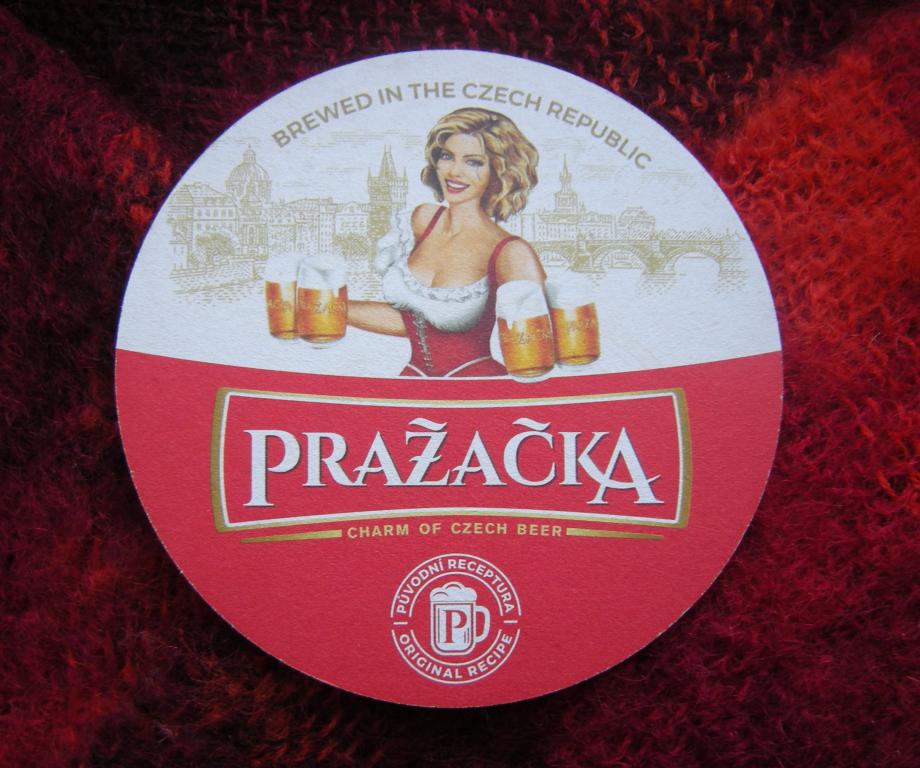 BREWED IN THE CZECH REPUBLIC
PRAŽAČKA
CHARM OF CZECH BEER
PŮVODNÍ RECEPTURA
P
ORIGINAL RECIPE